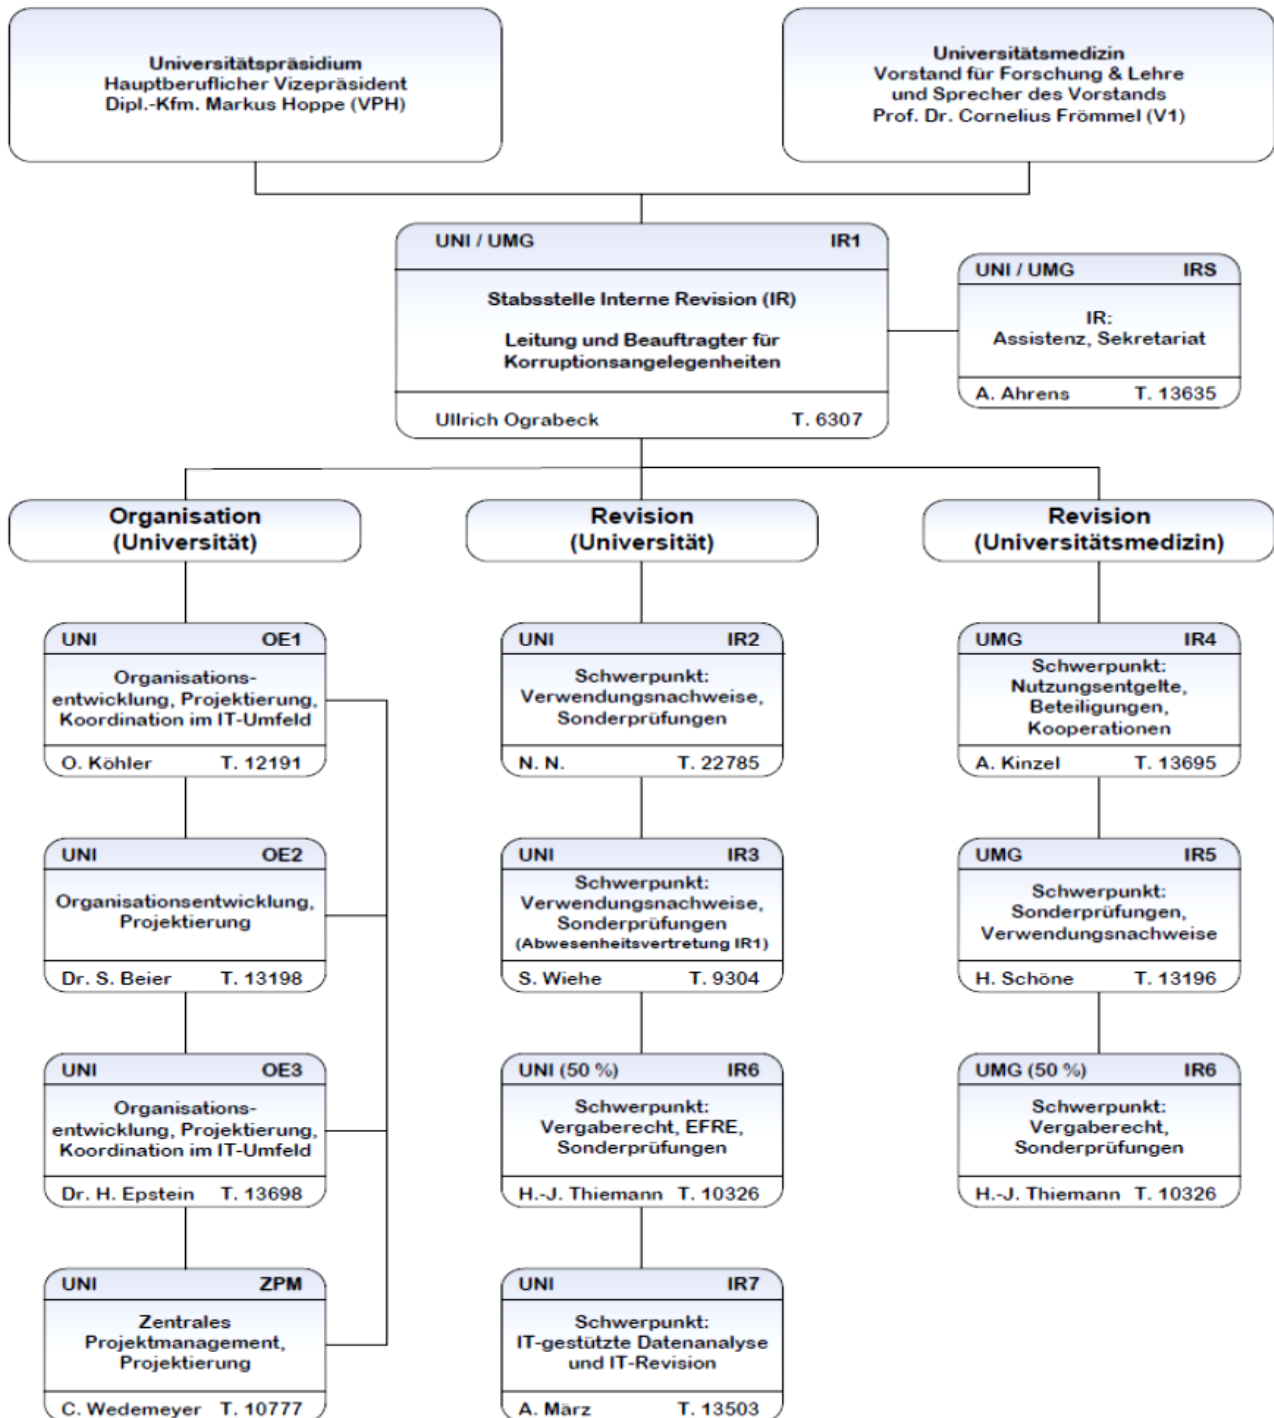 Universitätspräsidium
Hauptberuflicher Vizepräsident
Dipl.-Kfm. Markus Hoppe (VPH)
Universitätsmedizin
Vorstand für Forschung & Lehre
und Sprecher des Vorstands
Prof. Dr. Cornelius Frömmel (V1)
UNI / UMG IR1
Stabsstelle Interne Revision (IR)
Leitung und Beauftragter für
Korruptionsangelegenheiten
Ullrich Ograbeck T. 6307
UNI / UMG IRS
IR:
Assistenz, Sekretariat
A. Ahrens T. 13635
Organisation
(Universität)
UNI OE1
Organisations-
entwicklung, Projektierung,
Koordination im IT-Umfeld
O. Köhler T. 12191
UNI OE2
Organisationsentwicklung,
Projektierung
Dr. S. Beier T. 13198
UNI OE3
Organisations-
entwicklung, Projektierung,
Koordination im IT-Umfeld
Dr. H. Epstein T. 13698
UNI ZPM
Zentrales
Projektmanagement,
Projektierung
C. Wedemeyer T. 10777
Revision
(Universität)
UNI IR2
Schwerpunkt:
Verwendungsnachweise,
Sonderprüfungen
N. N. T. 22785
UNI IR3
Schwerpunkt:
Verwendungsnachweise,
Sonderprüfungen
(Abwesenheitsvertretung IR1)
S. Wiehe T. 9304
UNI (50 %) IR6
Schwerpunkt:
Vergaberecht, EFRE,
Sonderprüfungen
H.-J. Thiemann T. 10326
UNI IR7
Schwerpunkt:
IT-gestützte Datenanalyse
und IT-Revision
A. März T. 13503
Revision
(Universitätsmedizin)
UMG IR4
Schwerpunkt:
Nutzungsentgelte,
Beteiligungen,
Kooperationen
A. Kinzel T. 13695
UMG IR5
Schwerpunkt:
Sonderprüfungen,
Verwendungsnachweise
H. Schöne T. 13196
UMG (50 %) IR6
Schwerpunkt:
Vergaberecht,
Sonderprüfungen
H.-J. Thiemann T. 10326